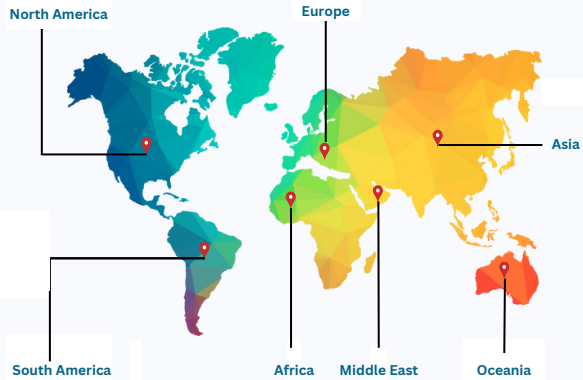 North America
Europe
Asia
South America
Africa
Middle East
Oceania